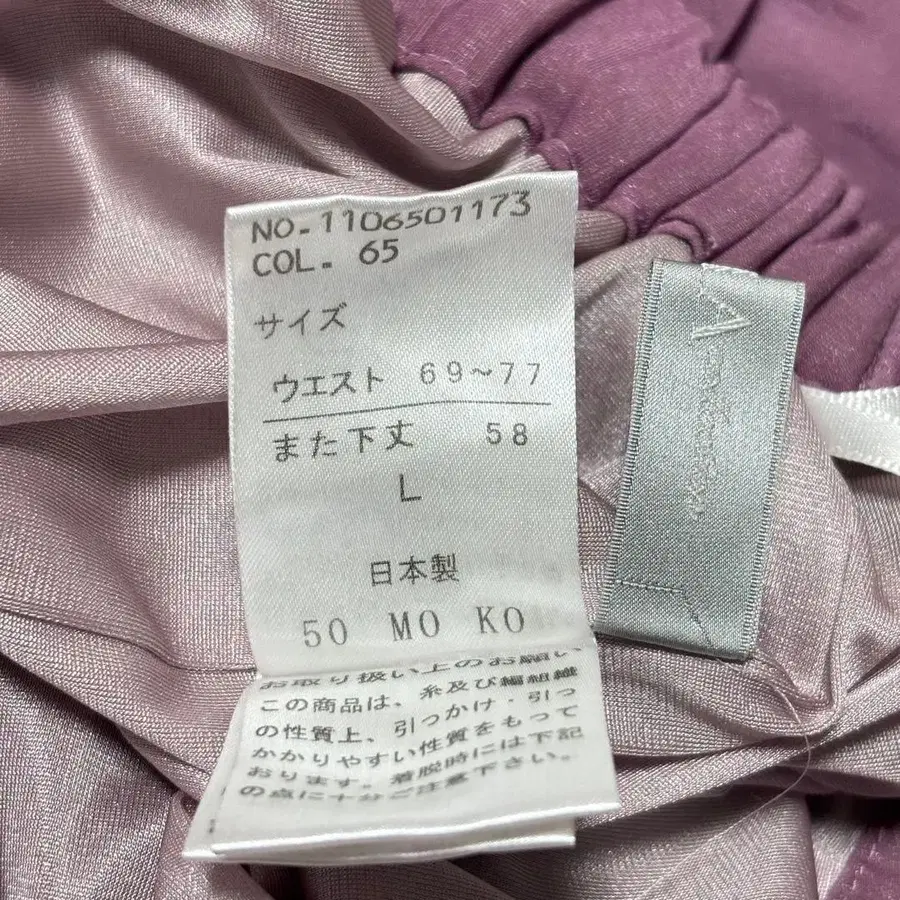 NO.1106501173
COL. 65
サイズ
ウエスト 69~77
また下丈 58
L
日本製
50 MO KO
お取り扱い上のお願い
この商品は、糸及び編組織
の性質上、引っかけ・引っ
かかりやすい性質をもって
おります。着脱時には下記
の点に十分ご注意下さい。